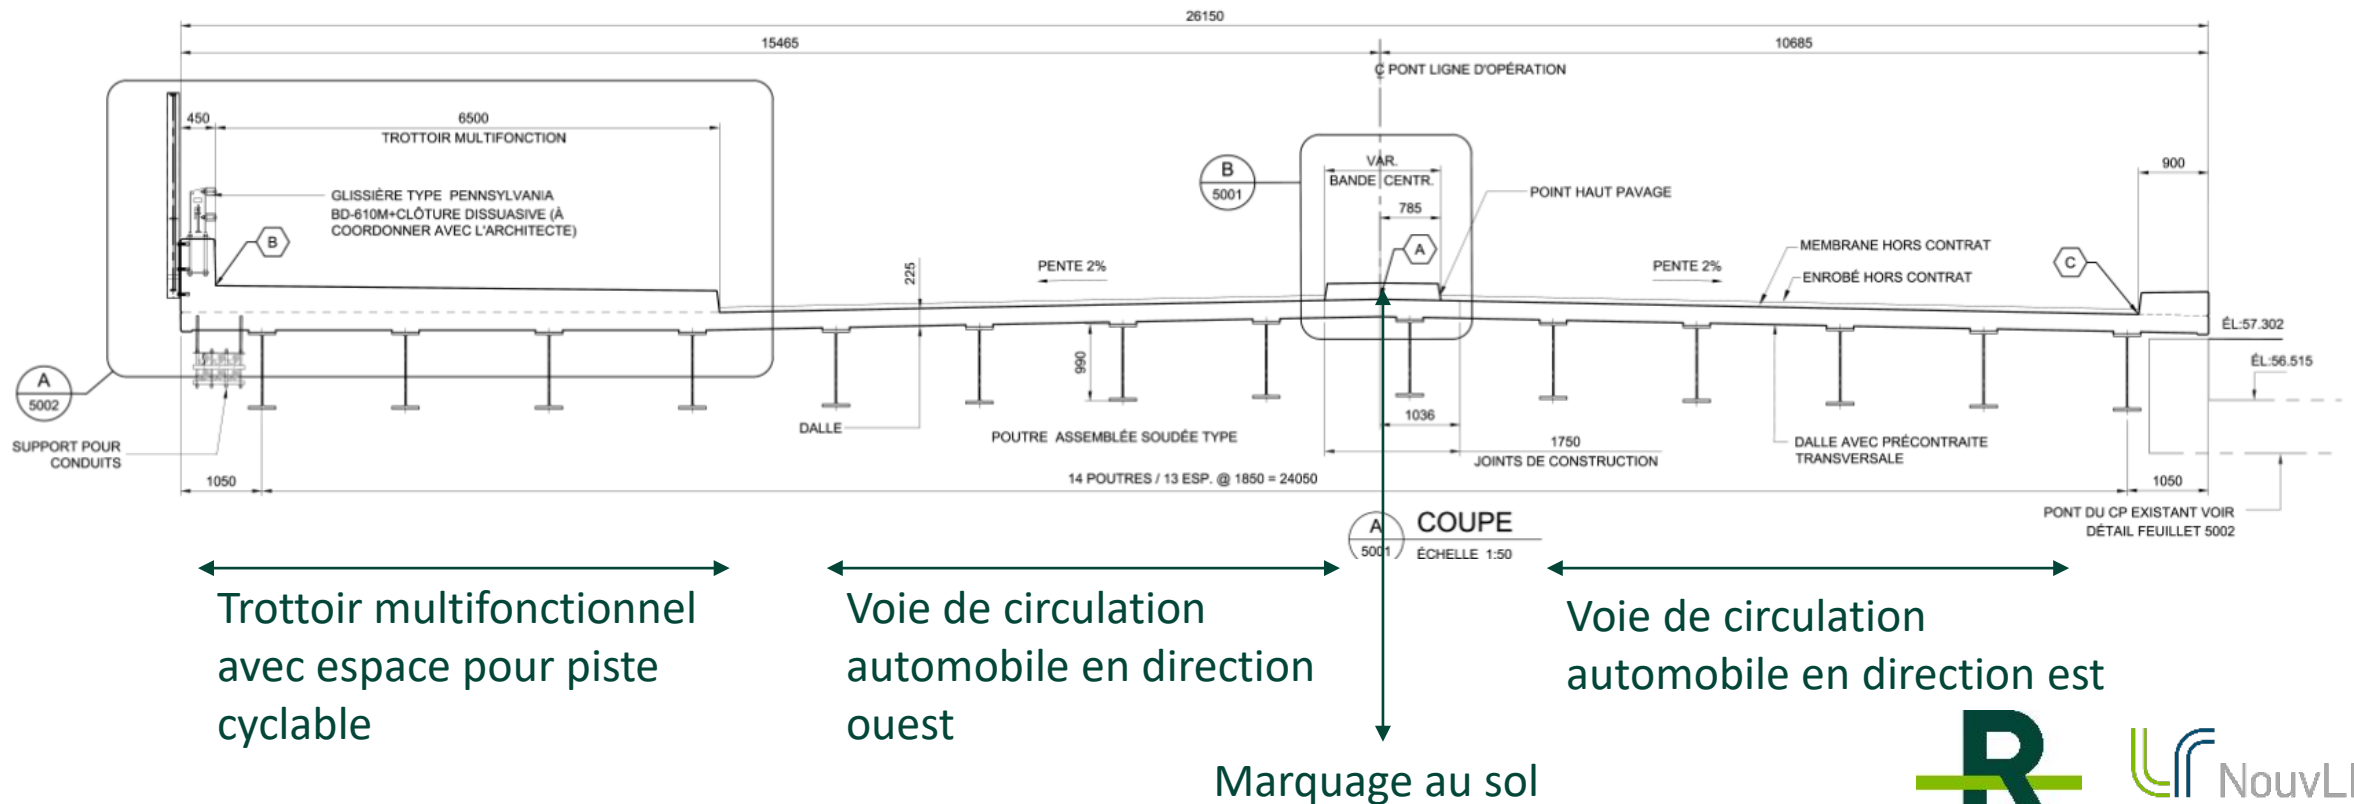 26150
15465
10685
℄ PONT LIGNE D'OPÉRATION
450
6500
TROTTOIR MULTIFONCTION
GLISSIÈRE TYPE PENNSYLVANIA
BD-610M+CLÔTURE DISSUASIVE (À
COORDONNER AVEC L'ARCHITECTE)
B
B
5001
VAR.
BANDE CENTR.
785
A
POINT HAUT PAVAGE
900
MEMBRANE HORS CONTRAT
ENROBÉ HORS CONTRAT
C
PENTE 2%
PENTE 2%
225
990
ÉL:57.302
ÉL:56.515
A
5002
SUPPORT POUR
CONDUITS
DALLE
POUTRE ASSEMBLÉE SOUDÉE TYPE
1036
1750
JOINTS DE CONSTRUCTION
DALLE AVEC PRÉCONTRAITE
TRANSVERSALE
1050
14 POUTRES / 13 ESP. @ 1850 = 24050
1050
PONT DU CP EXISTANT VOIR
DÉTAIL FEUILLET 5002
A
5001
COUPE
ÉCHELLE 1:50
Trottoir multifonctionnel
avec espace pour piste
cyclable
Voie de circulation
automobile en direction
ouest
Voie de circulation
automobile en direction est
Marquage au sol
R